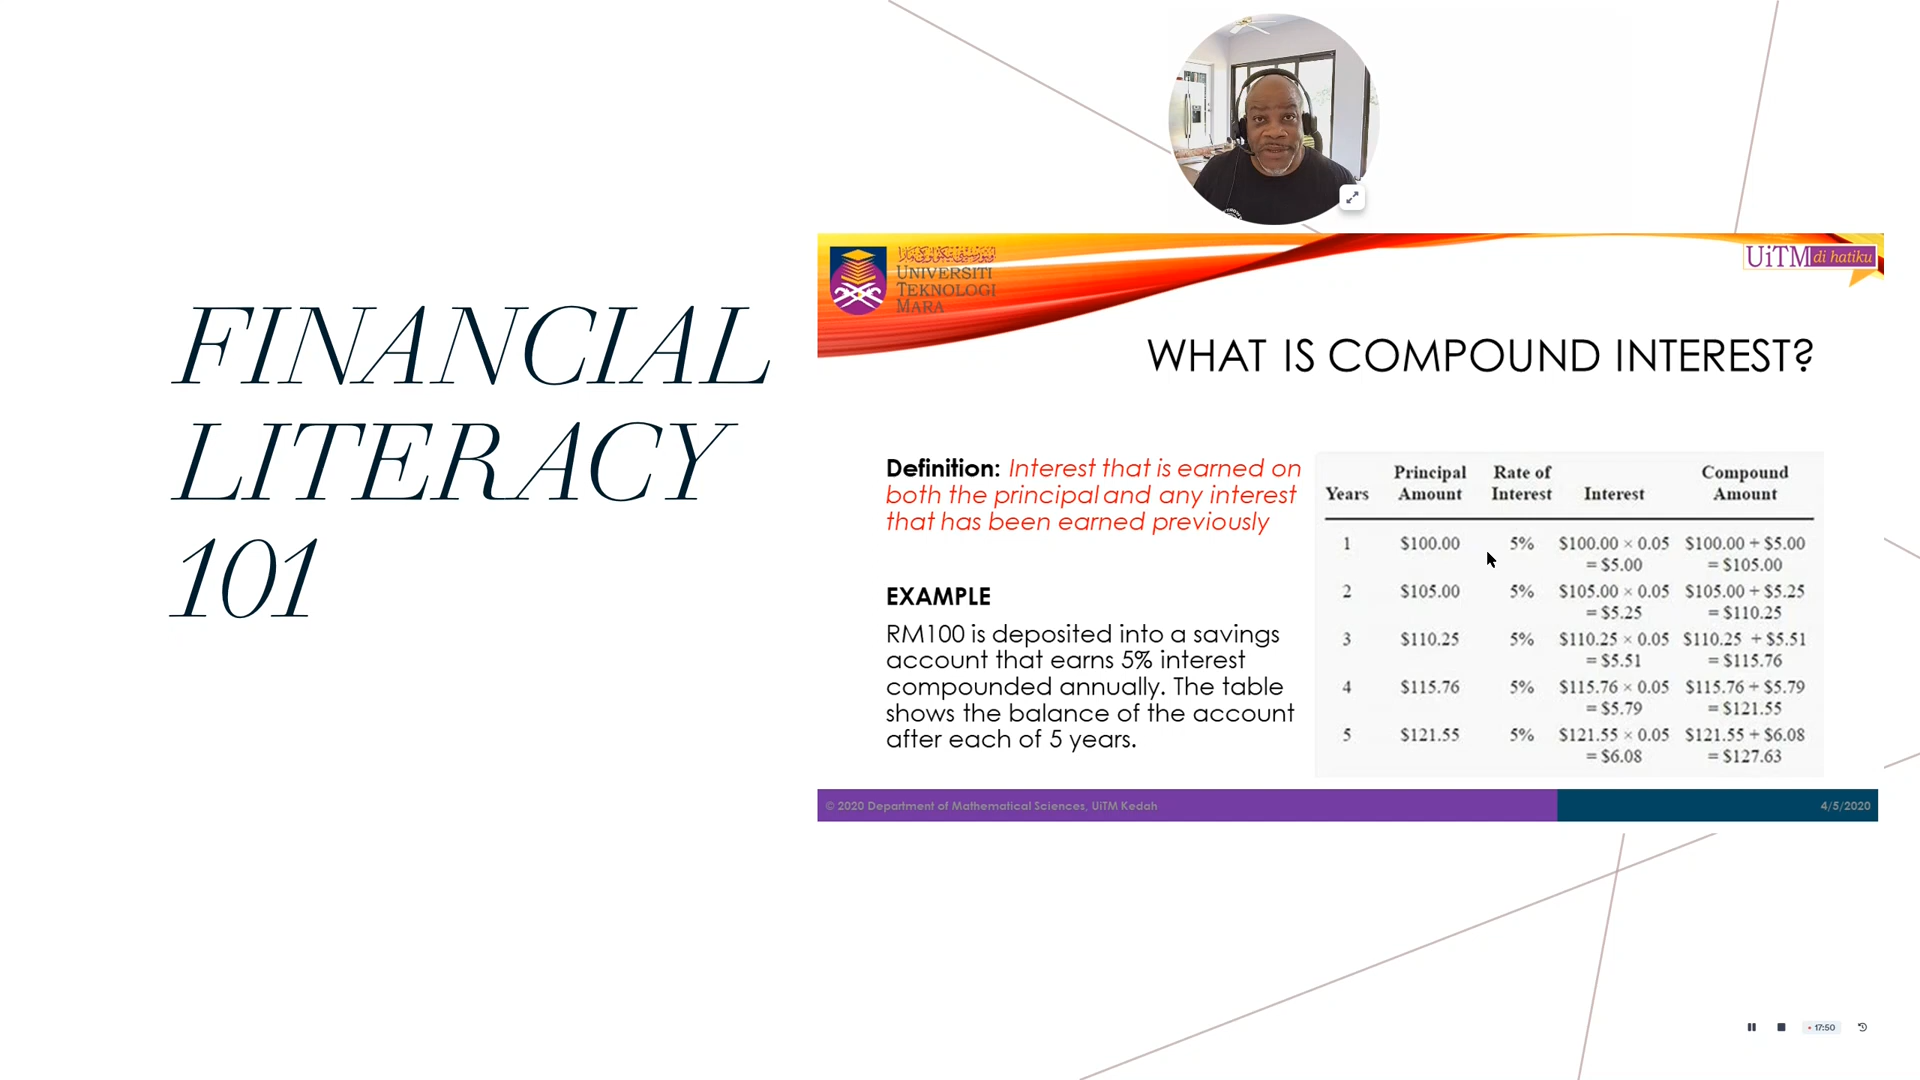 FINANCIAL
LITERACY
101
UNIVERSITI
TEKNOLOGI
MARA
UiTM di hatiku
WHAT IS COMPOUND INTEREST?
Definition: Interest that is earned on
both the principal and any interest
that has been earned previously
EXAMPLE
RM100 is deposited into a savings
account that earns 5% interest
compounded annually. The table
shows the balance of the account
after each of 5 years.
Principal Rate of Compound
Years Amount Interest Interest Amount
1 $100.00 5% $100.00 × 0.05 $100.00 + $5.00
= $5.00 = $105.00
2 $105.00 5% $105.00 × 0.05 $105.00 + $5.25
= $5.25 = $110.25
3 $110.25 5% $110.25 × 0.05 $110.25 + $5.51
= $5.51 = $115.76
4 $115.76 5% $115.76 × 0.05 $115.76 + $5.79
= $5.79 = $121.55
5 $121.55 5% $121.55 × 0.05 $121.55 + $6.08
= $6.08 = $127.63
© 2020 Department of Mathematical Sciences, UiTM Kedah 4/5/2020
17:50